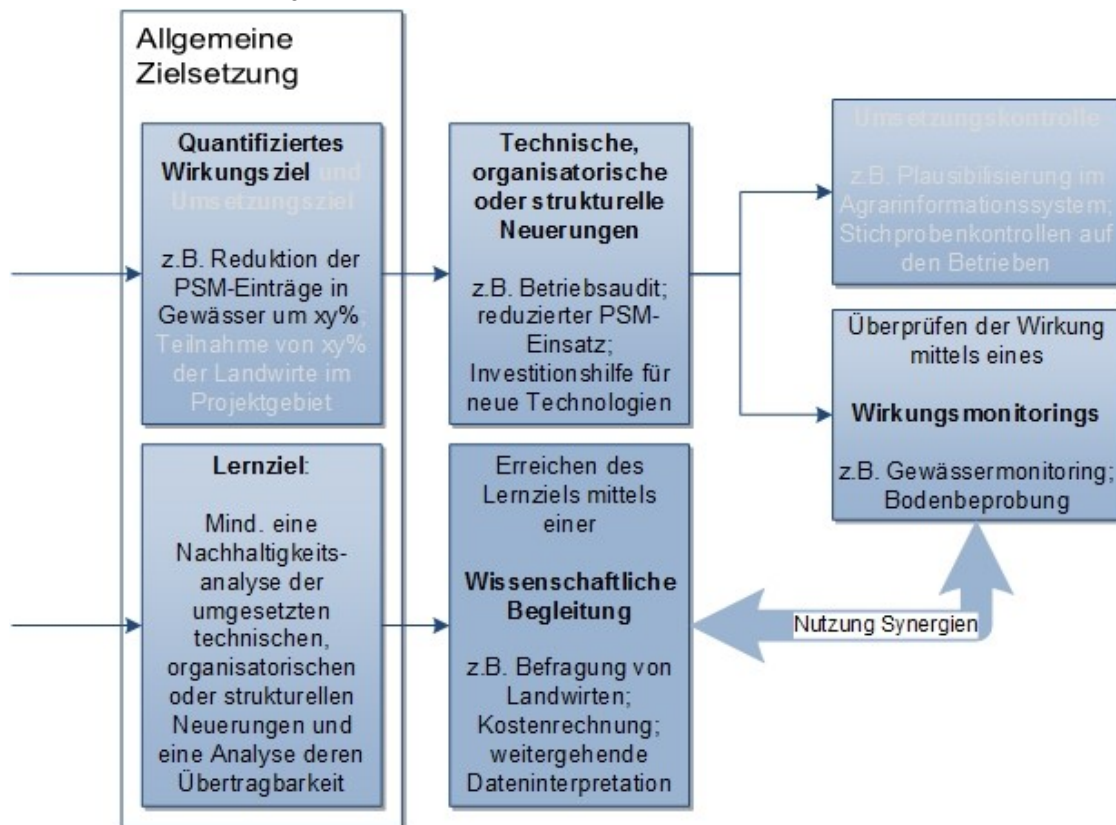 Allgemeine
Zielsetzung
Quantifiziertes
Wirkungsziel und
Umsetzungsziel
z.B. Reduktion der
PSM-Einträge in
Gewässer um xy%;
Teilnahme von xy%
der Landwirte im
Projektgebiet
Technische,
organisatorische
oder strukturelle
Neuerungen
z.B. Betriebsaudit;
reduzierter PSM-
Einsatz;
Investitionshilfe für
neue Technologien
Umsetzungskontrolle
z.B. Plausibilisierung im
Agrarinformationssystem;
Stichprobenkontrollen auf
den Betrieben
Überprüfen der Wirkung
mittels eines
Wirkungsmonitorings
z.B. Gewässermonitoring;
Bodenbeprobung
Lernziel:
Mind. eine
Nachhaltigkeits-
analyse der
umgesetzten
technischen,
organisatorischen
oder strukturellen
Neuerungen und
eine Analyse deren
Übertragbarkeit
Erreichen des
Lernziels mittels
einer
Wissenschaftliche
Begleitung
z.B. Befragung von
Landwirten;
Kostenrechnung;
weitergehende
Dateninterpretation
Nutzung Synergien